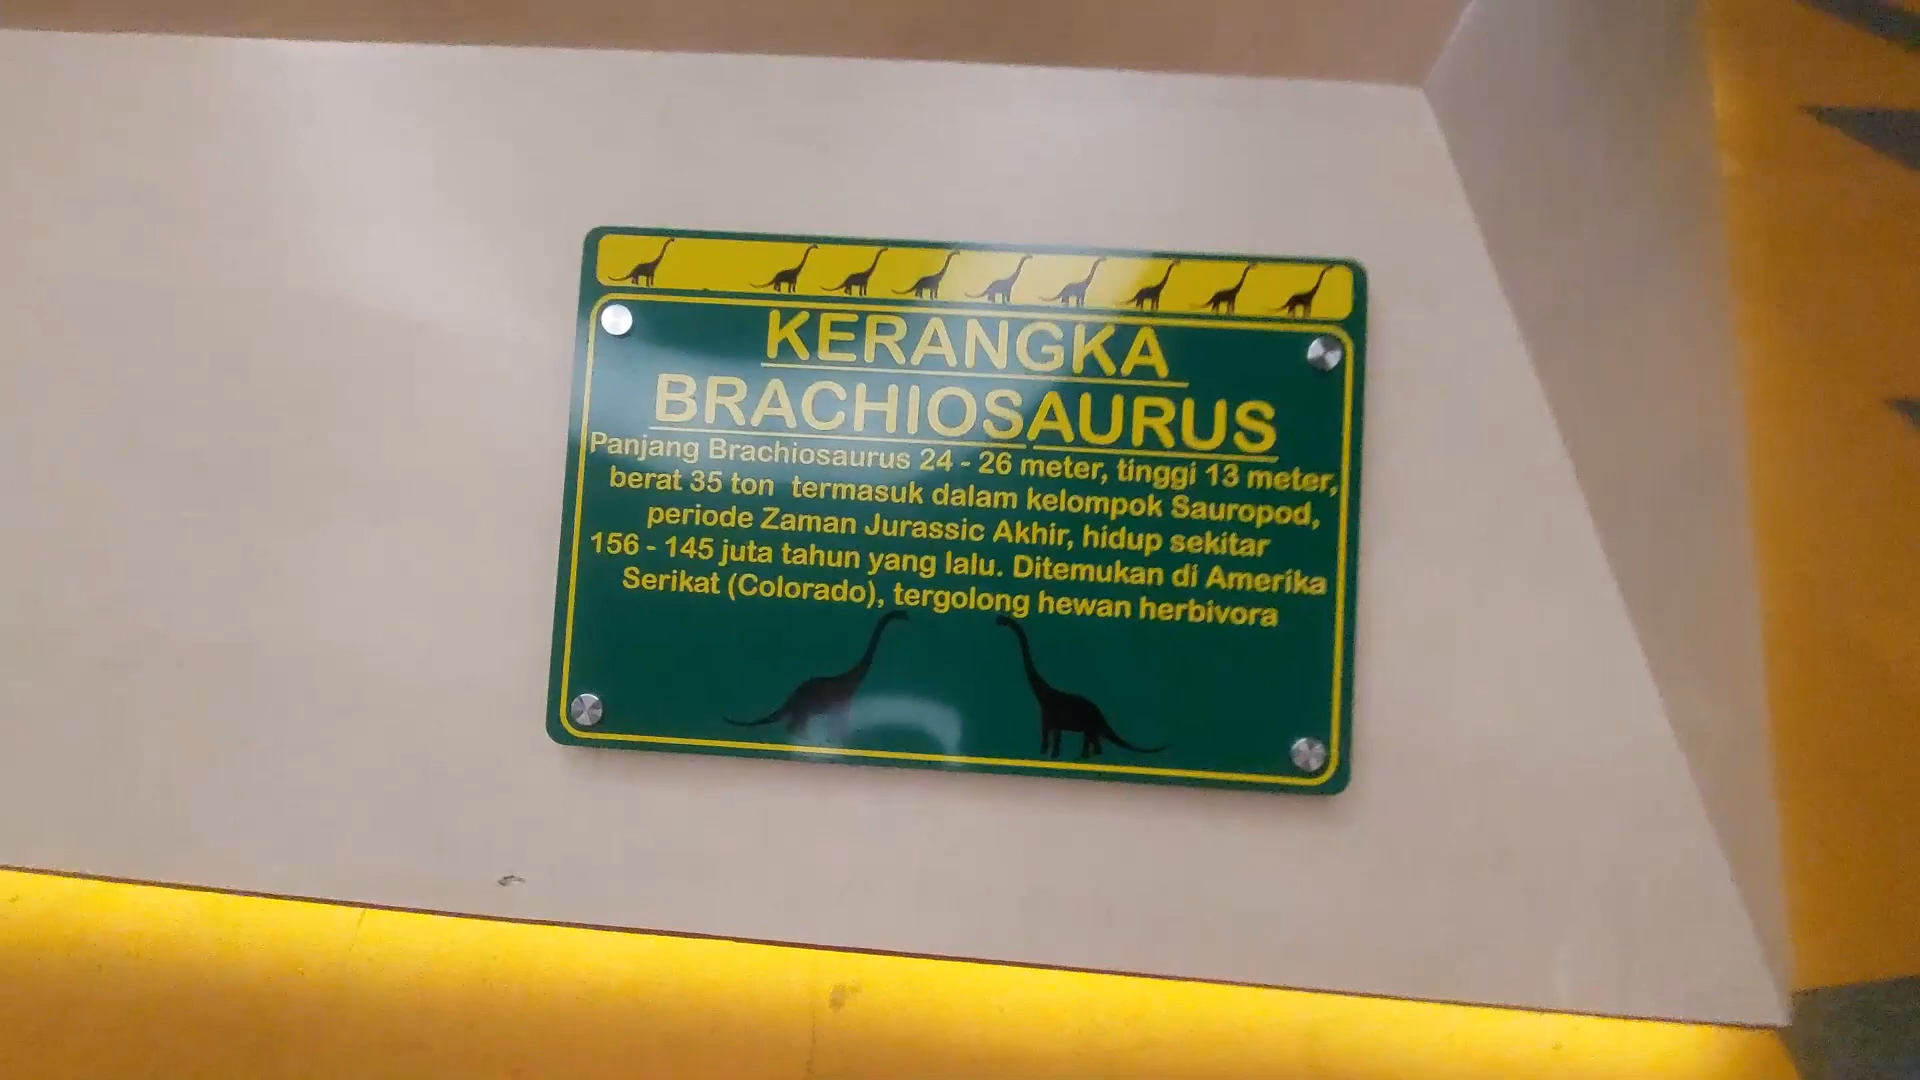 KERANGKA
BRACHIOSAURUS
Panjang Brachiosaurus 24 - 26 meter, tinggi 13 meter,
berat 35 ton termasuk dalam kelompok Sauropod,
periode Zaman Jurassic Akhir, hidup sekitar
156 - 145 juta tahun yang lalu. Ditemukan di Amerika
Serikat (Colorado), tergolong hewan herbivora